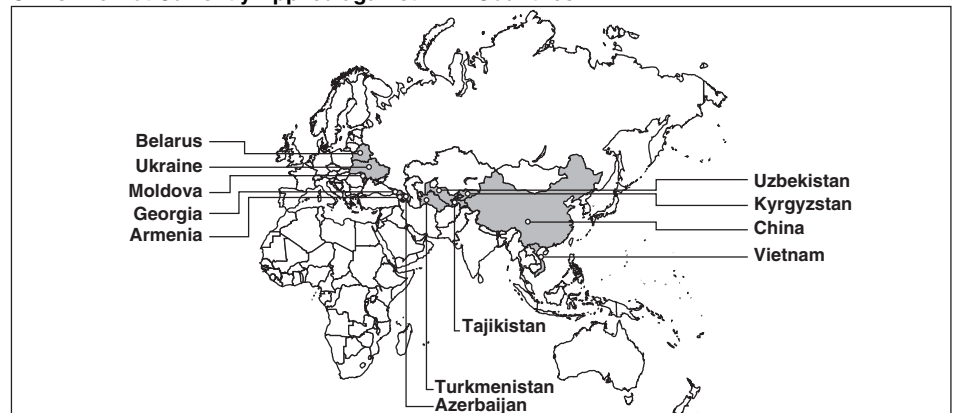 Belarus
Ukraine
Moldova
Georgia
Armenia
Uzbekistan
Kyrgyzstan
China
Vietnam
Tajikistan
Turkmenistan
Azerbaijan